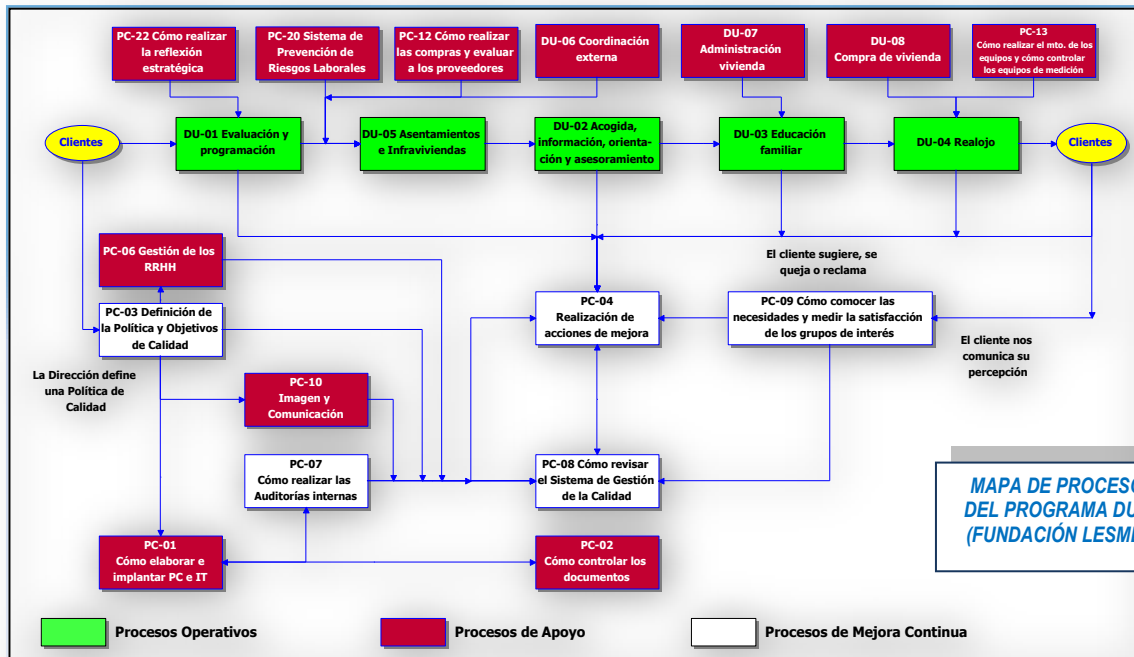 PC-22 Cómo realizar
la reflexión
estratégica
PC-20 Sistema de
Prevención de
Riesgos Laborales
PC-12 Cómo realizar
las compras y evaluar
a los proveedores
DU-06 Coordinación
externa
DU-07
Administración
vivienda
DU-08
Compra de vivienda
PC-13
Cómo realizar el mto. de los
equipos y cómo controlar
los equipos de medición
Clientes
DU-01 Evaluación y
programación
DU-05 Asentamientos
e Infraviviendas
DU-02 Acogida,
información, orienta-
ción y asesoramiento
DU-03 Educación
familiar
DU-04 Realojo
Clientes
PC-06 Gestión de los
RRHH
El cliente sugiere, se
queja o reclama
PC-03 Definición de
la Política y Objetivos
de Calidad
PC-04
Realización de
acciones de mejora
PC-09 Cómo comocer las
necesidades y medir la satisfacción
de los grupos de interés
El cliente nos
comunica su
percepción
La Dirección define
una Política de
Calidad
PC-10
Imagen y
Comunicación
PC-07
Cómo realizar las
Auditorías internas
PC-08 Cómo revisar
el Sistema de Gestión
de la Calidad
MAPA DE PROCESO
DEL PROGRAMA DU
(FUNDACIÓN LESME
PC-01
Cómo elaborar e
implantar PC e IT
PC-02
Cómo controlar los
documentos
Procesos Operativos
Procesos de Apoyo
Procesos de Mejora Continua